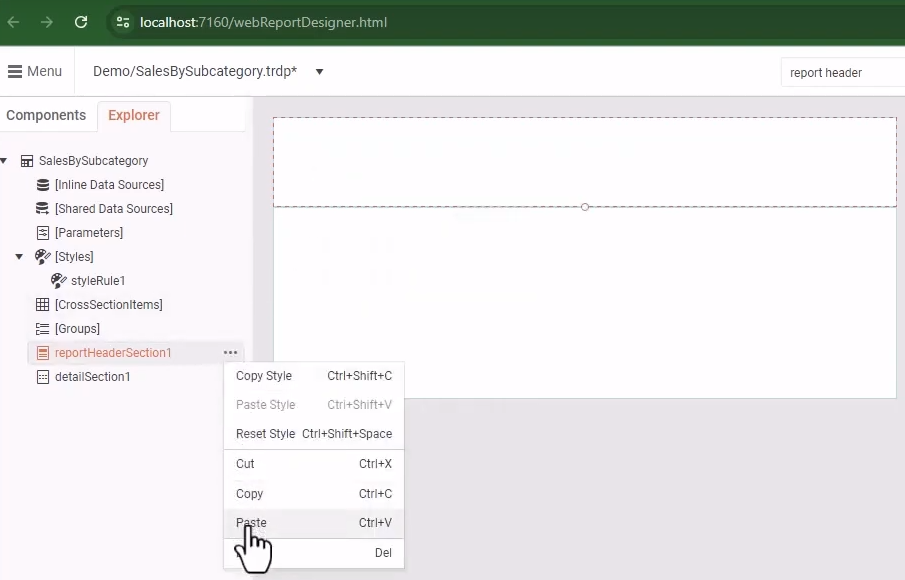 localhost:7160/webReportDesigner.html
Menu Demo/SalesBySubcategory.trdp* report header
Components Explorer
SalesBySubcategory
[Inline Data Sources]
[Shared Data Sources]
[Parameters]
[Styles]
styleRule1
[CrossSectionItems]
[Groups]
reportHeaderSection1
detailSection1
Copy Style Ctrl+Shift+C
Paste Style Ctrl+Shift+V
Reset Style Ctrl+Shift+Space
Cut Ctrl+X
Copy Ctrl+C
Paste Ctrl+V
Del